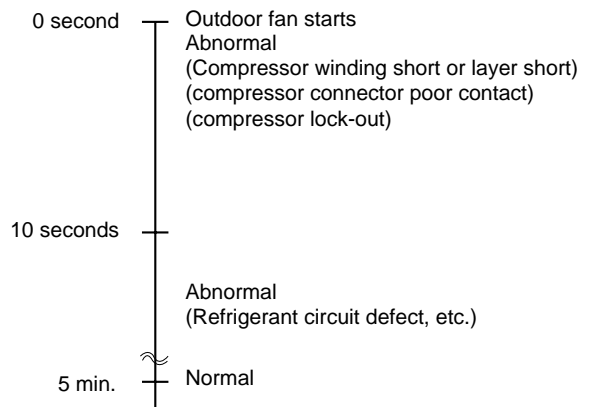 0 second
Outdoor fan starts
Abnormal
(Compressor winding short or layer short)
(compressor connector poor contact)
(compressor lock-out)
10 seconds
Abnormal
(Refrigerant circuit defect, etc.)
5 min.
Normal